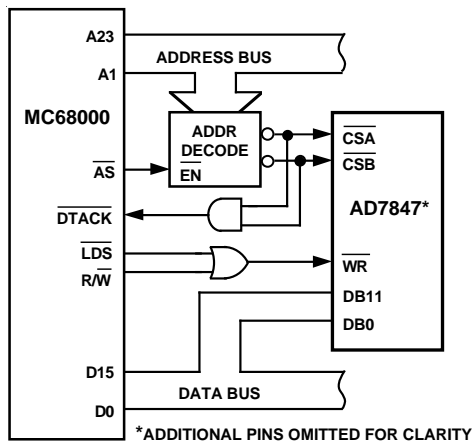 A23
ADDRESS BUS
A1
MC68000
ADDR
DECODE
EN
CSA
CSB
AS
AD7847*
DTACK
LDS
R/W
WR
DB11
DB0
D15
DATA BUS
D0
*ADDITIONAL PINS OMITTED FOR CLARITY